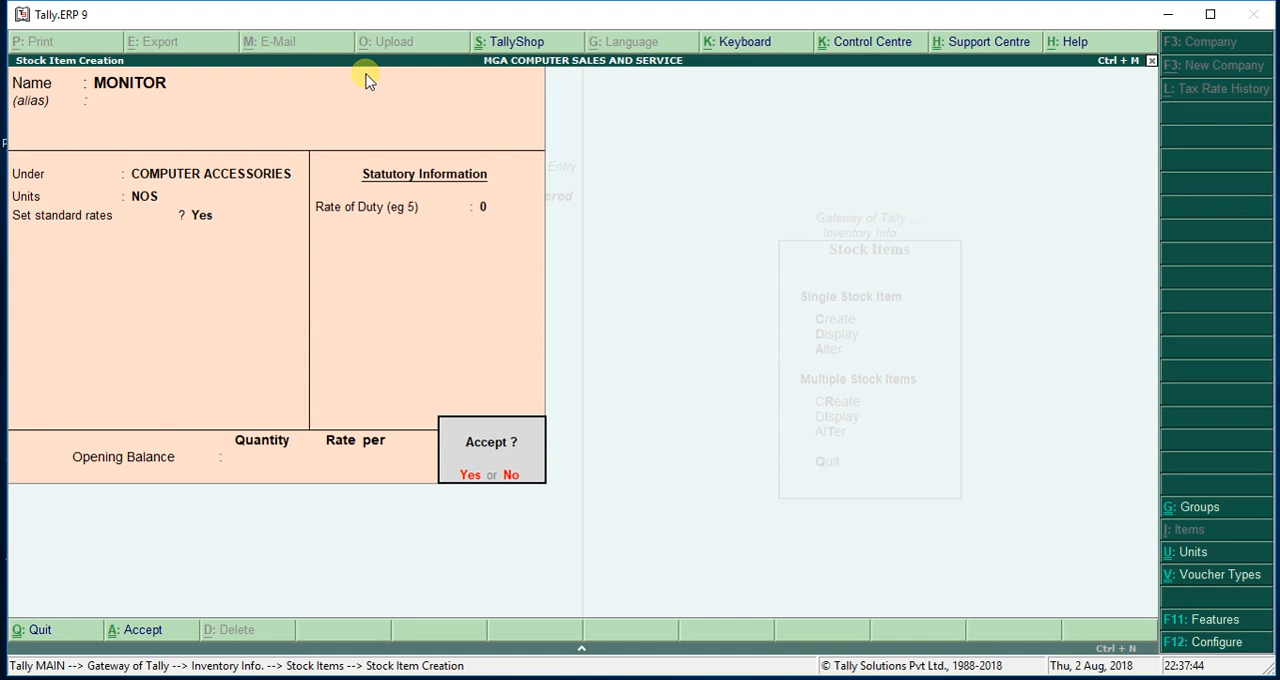 Tally.ERP 9
P: Print E: Export M: E-Mail O: Upload S: TallyShop G: Language K: Keyboard K: Control Centre H: Support Centre H: Help
Stock Item Creation MGA COMPUTER SALES AND SERVICE Ctrl + M
Name : MONITOR
(alias) :
Under : COMPUTER ACCESSORIES
Units : NOS
Set standard rates ? Yes
Statutory Information
Rate of Duty (eg 5) : 0
Quantity Rate per
Opening Balance :
Accept ?
Yes or No
Entry
ered
Gateway of Tally .....
Inventory Info. .....
Stock Items
Single Stock Item
Create
Display
Alter
Multiple Stock Items
CReate
DIsplay
AlTer
Quit
F3: Company
F3: New Company
L: Tax Rate History
G: Groups
I: Items
U: Units
V: Voucher Types
F11: Features
F12: Configure
Q: Quit A: Accept D: Delete
Ctrl + N
Tally MAIN --> Gateway of Tally --> Inventory Info. --> Stock Items --> Stock Item Creation © Tally Solutions Pvt Ltd., 1988-2018 Thu, 2 Aug, 2018 22:37:44